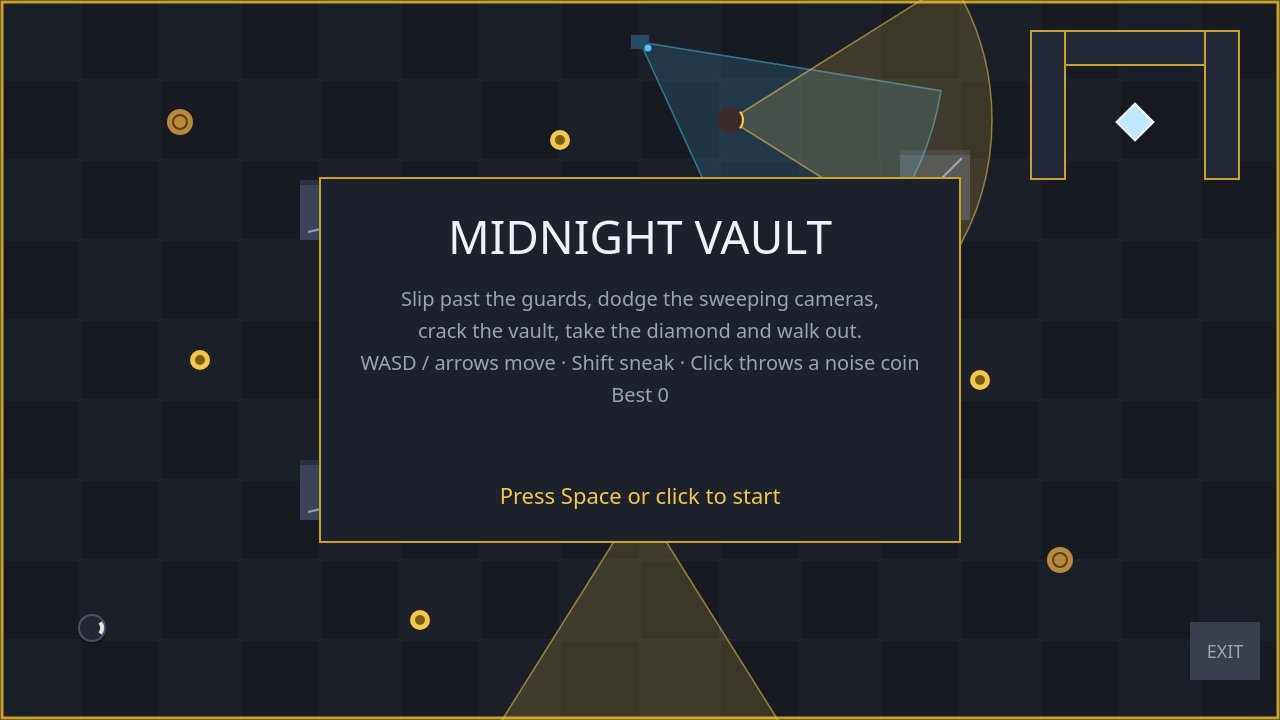 MIDNIGHT VAULT
Slip past the guards, dodge the sweeping cameras,
crack the vault, take the diamond and walk out.
WASD / arrows move · Shift sneak · Click throws a noise coin
Best 0
Press Space or click to start
EXIT